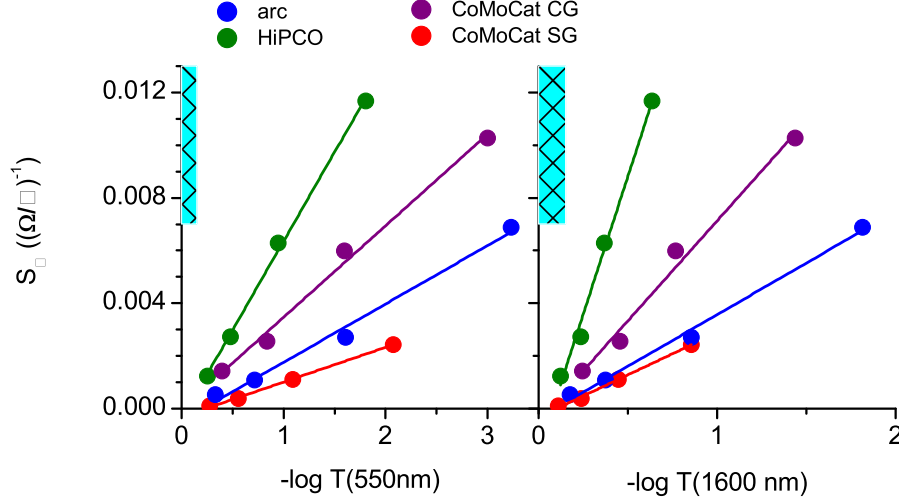 arc
CoMoCat CG
HiPCO
CoMoCat SG
0.012
0.008
0.004
0.000
S□ ((Ω/□)⁻¹)
0 1 2 3
0 1 2
-log T(550nm)
-log T(1600 nm)